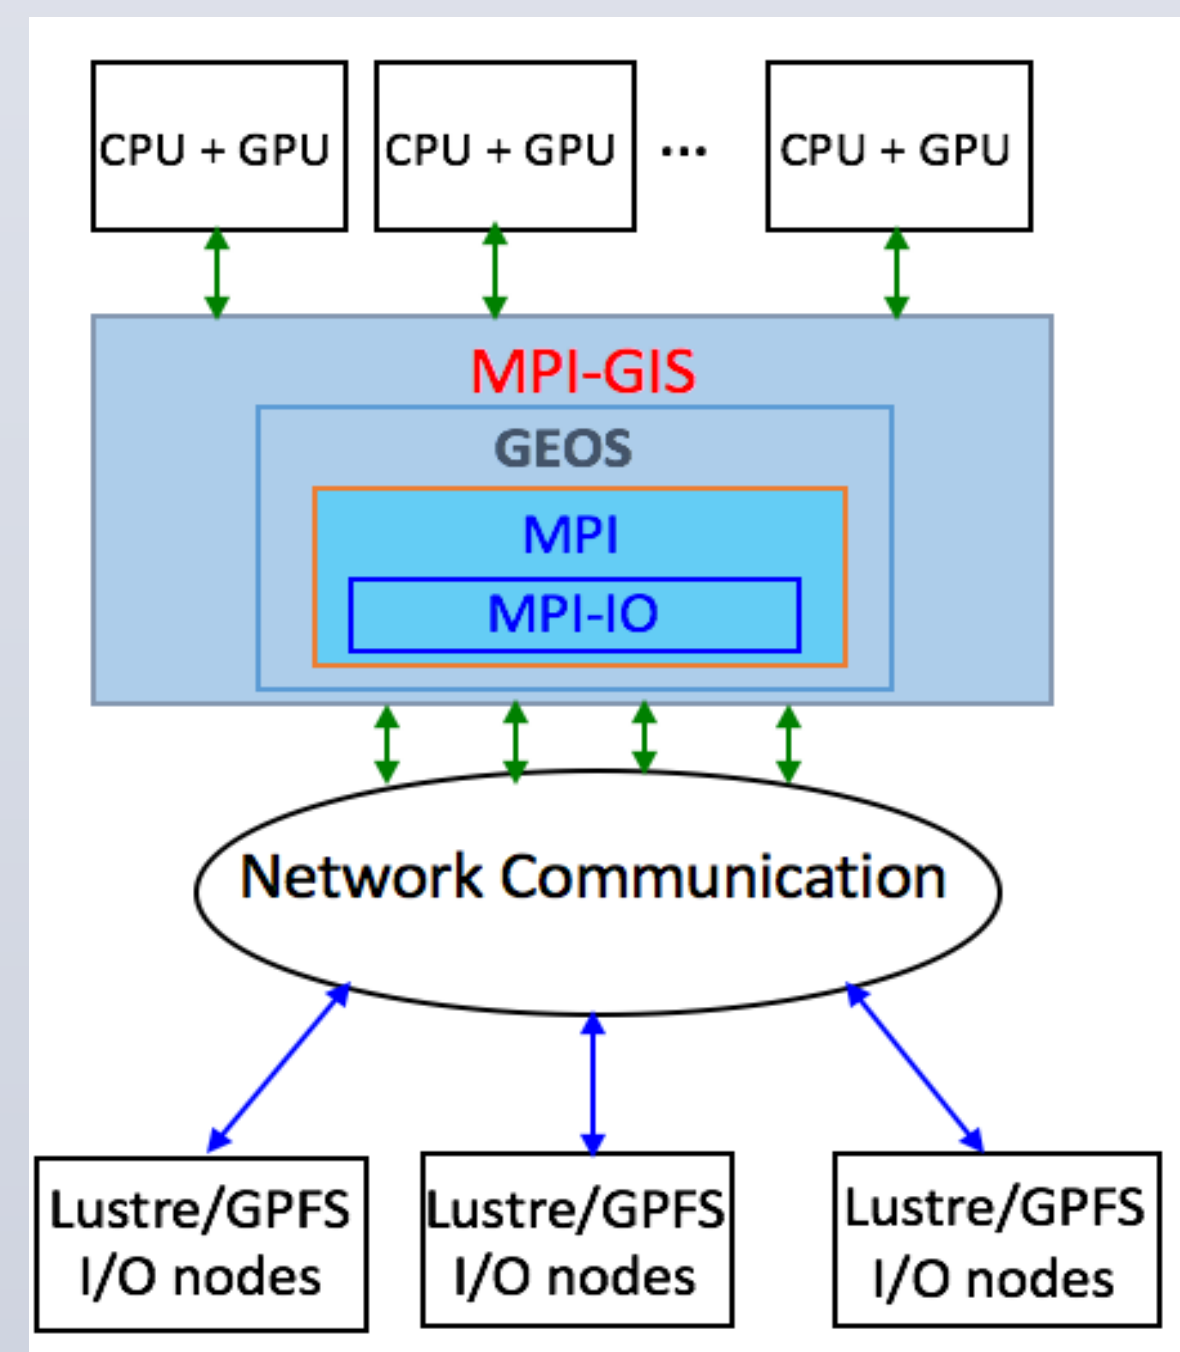 CPU + GPU CPU + GPU ... CPU + GPU
MPI-GIS
GEOS
MPI
MPI-IO
Network Communication
Lustre/GPFS
I/O nodes
Lustre/GPFS
I/O nodes
Lustre/GPFS
I/O nodes